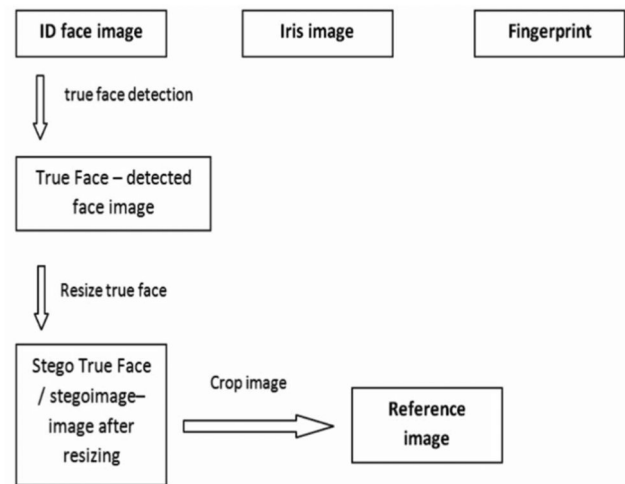 ID face image
Iris image
Fingerprint
true face detection
True Face – detected
face image
Resize true face
Stego True Face
/ stegoimage–
image after
resizing
Crop image
Reference
image